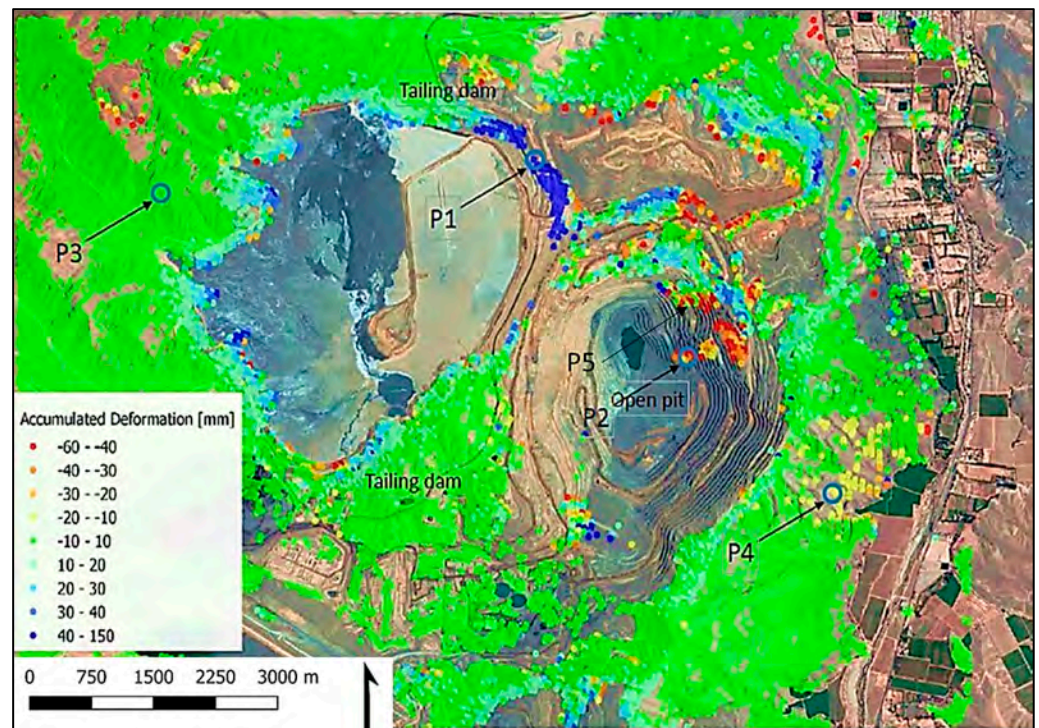 Tailing dam
P1
P3
P5
Open pit
P2
Tailing dam
P4
Accumulated Deformation [mm]
-60 - -40
-40 - -30
-30 - -20
-20 - -10
-10 - 10
10 - 20
20 - 30
30 - 40
40 - 150
0 750 1500 2250 3000 m